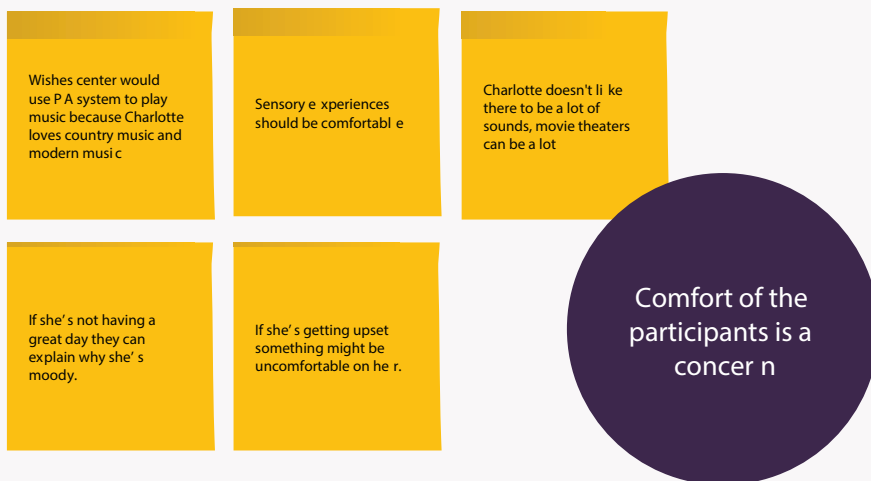 Wishes center would
use P A system to play
music because Charlotte
loves country music and
modern musi c
Sensory e xperiences
should be comfortabl e
Charlotte doesn't li ke
there to be a lot of
sounds, movie theaters
can be a lot
If she' s not having a
great day they can
explain why she' s
moody.
If she' s getting upset
something might be
uncomfortable on he r.
Comfort of the
participants is a
concer n